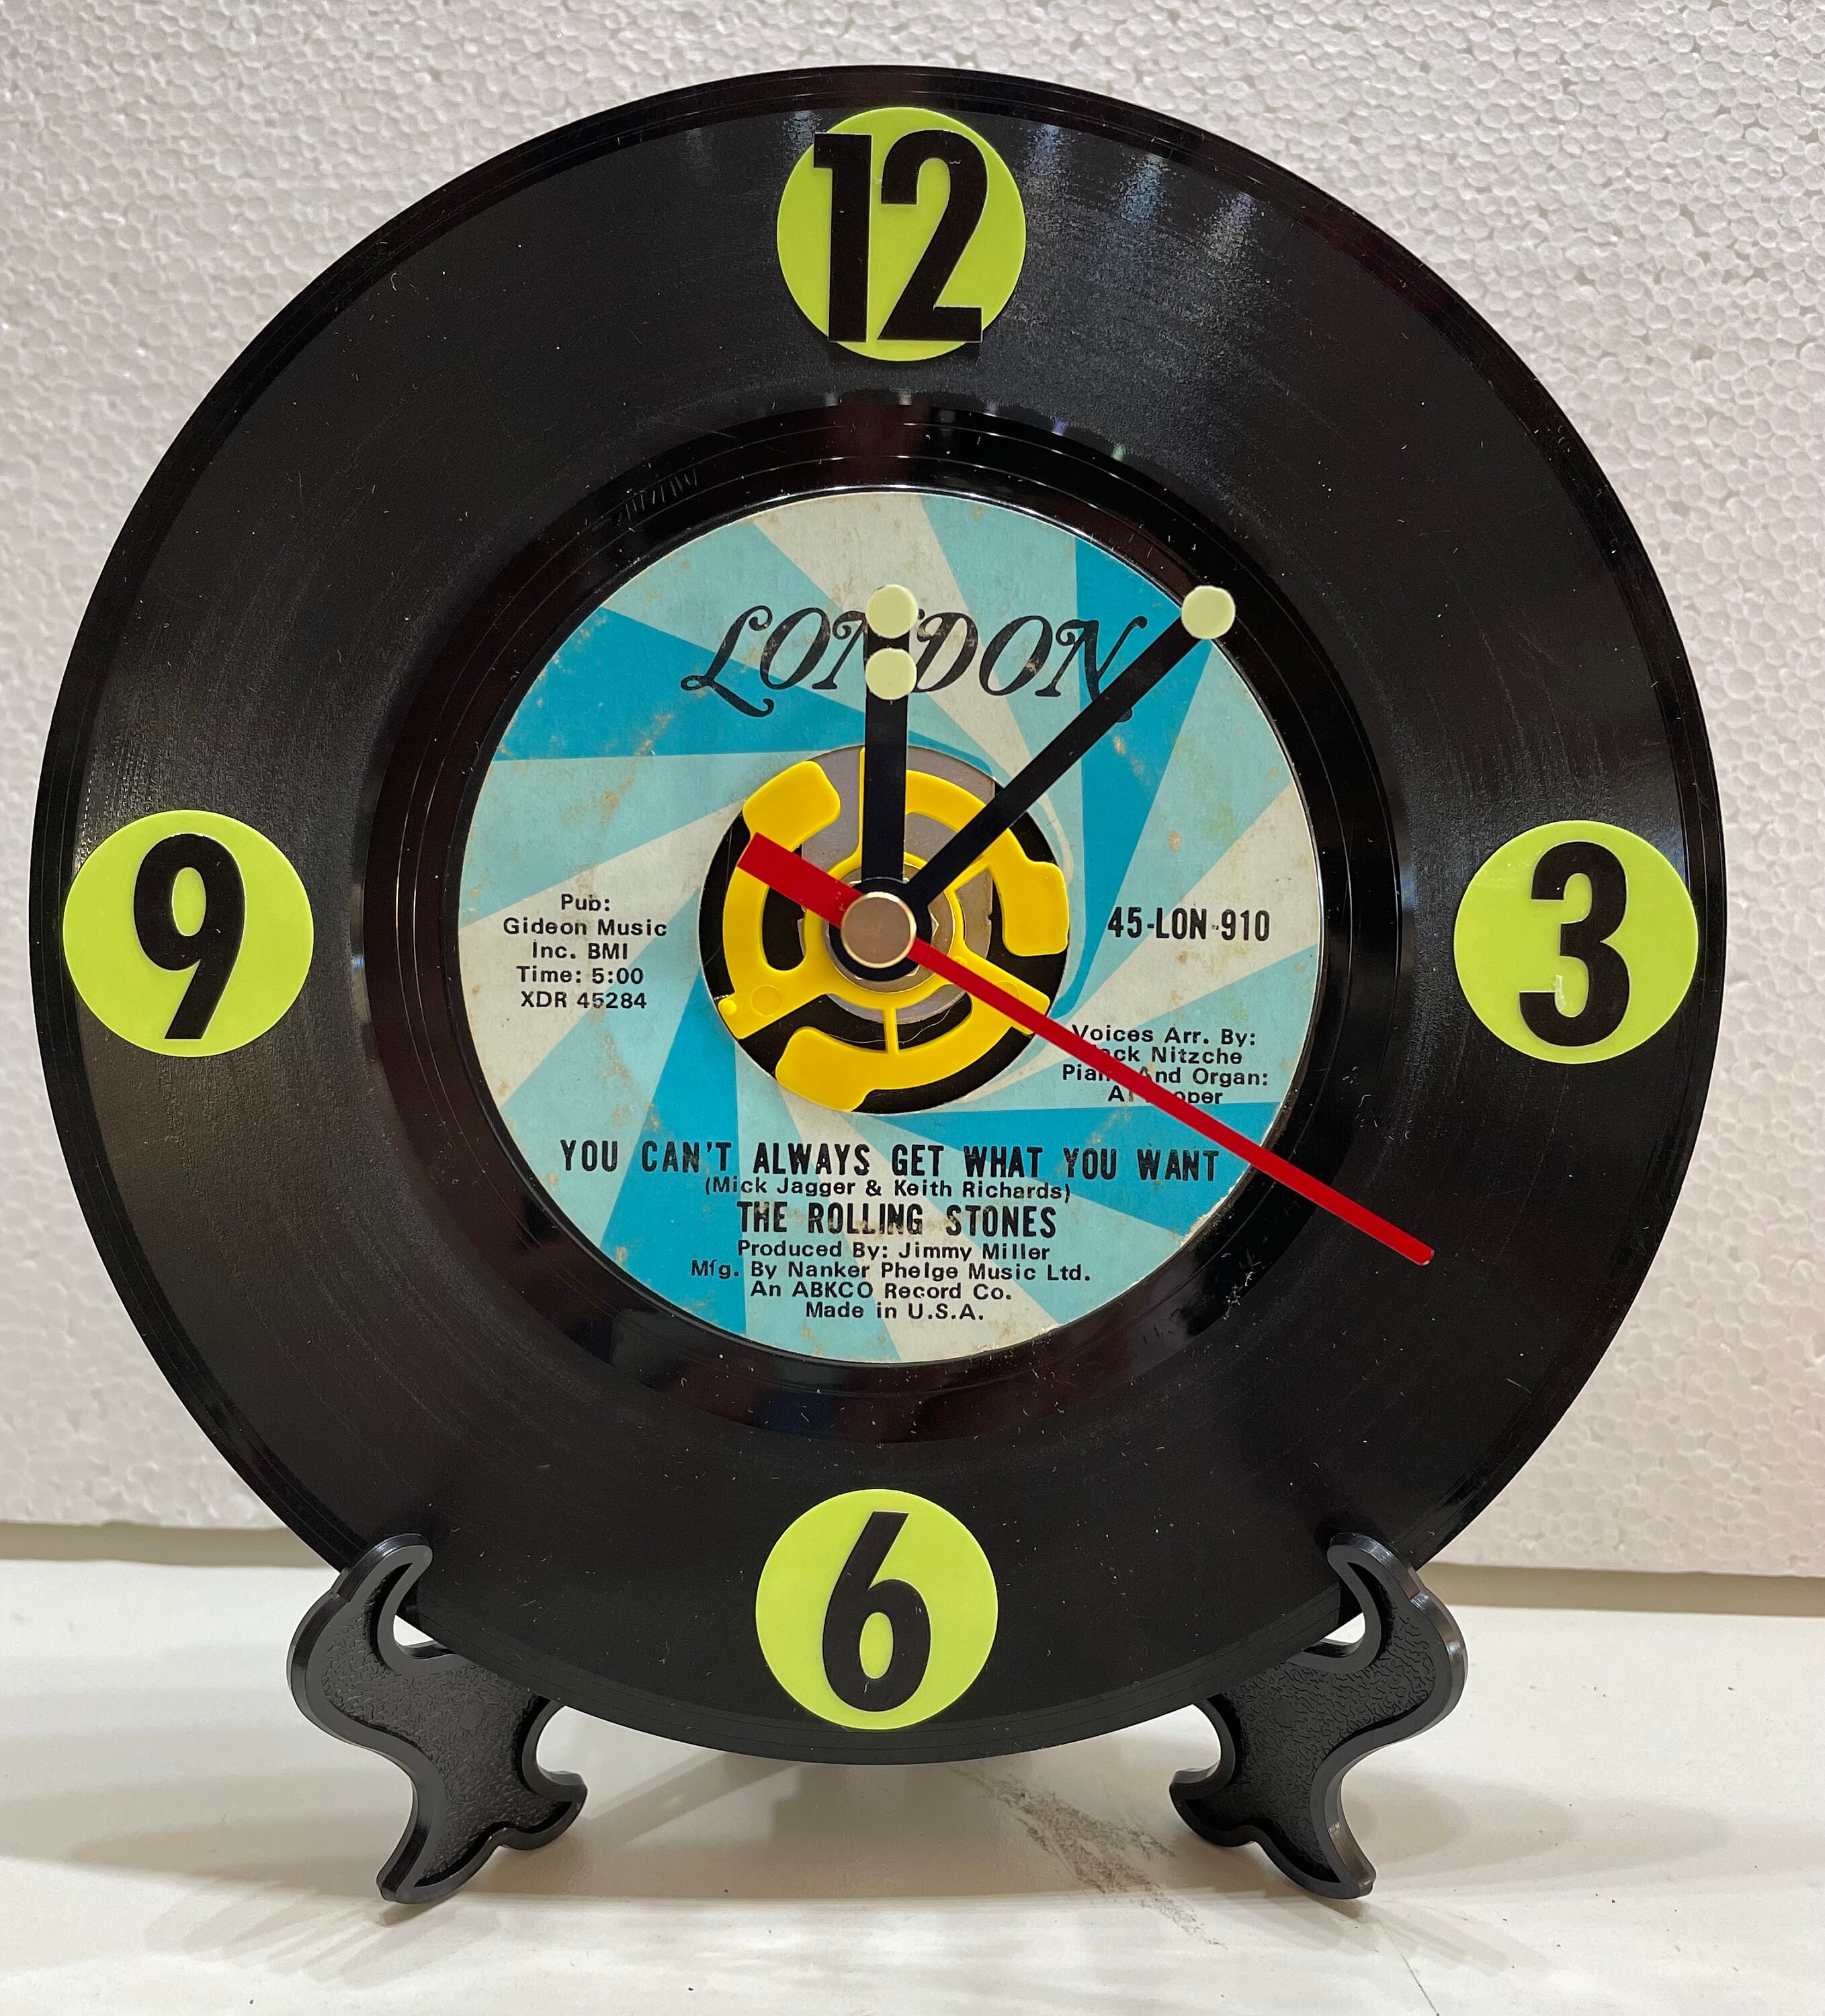 12
LONDON
9
Pub:
Gideon Music
Inc. BMI
Time: 5:00
XDR 45284
45-LON-910
3
Voices Arr. By:
Nitzche
And Organ:
YOU CAN'T ALWAYS GET WHAT YOU WANT
(Mick Jagger & Keith Richards)
THE ROLLING STONES
Produced By: Jimmy Miller
Mfg. By Nanker Phelge Music Ltd.
An ABKCO Record Co.
Made in U.S.A.
6